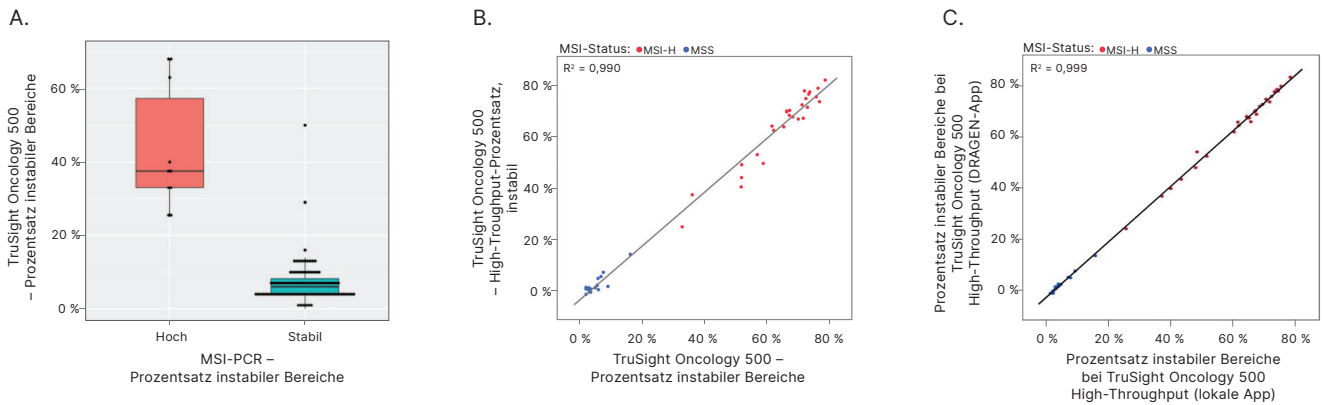 A.
TruSight Oncology 500
– Prozentsatz instabiler Bereiche
60 %
40 %
20 %
0 %
Hoch
Stabil
MSI-PCR –
Prozentsatz instabiler Bereiche
B.
MSI-Status: MSI-H MSS
R² = 0,990
TruSight Oncology 500
– High-Troughput-Prozentsatz,
instabil
80 %
60 %
40 %
20 %
0 %
0 %
20 %
40 %
60 %
80 %
TruSight Oncology 500 –
Prozentsatz instabiler Bereiche
C.
MSI-Status: MSI-H MSS
R² = 0,999
Prozentsatz instabiler Bereiche bei
TruSight Oncology 500
High-Throughput (DRAGEN-App)
80 %
60 %
40 %
20 %
0 %
0 %
20 %
40 %
60 %
80 %
Prozentsatz instabiler Bereiche
bei TruSight Oncology 500
High-Throughput (lokale App)